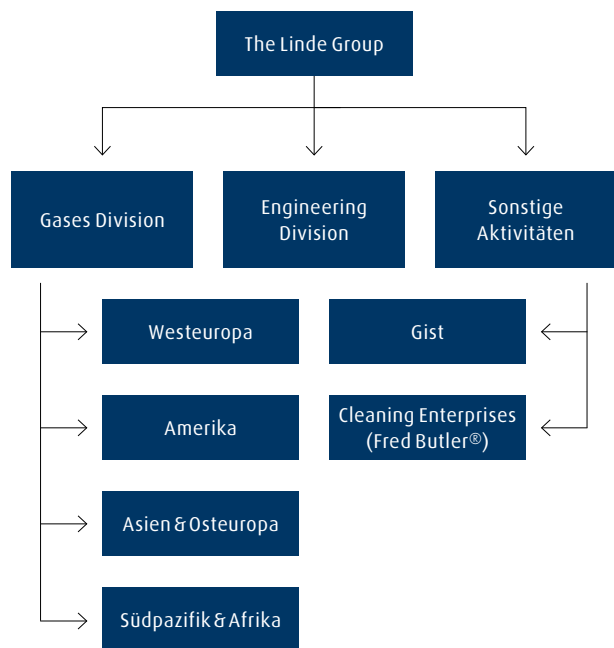 The Linde Group
Gases Division
Engineering
Division
Sonstige
Aktivitäten
Westeuropa
Gist
Amerika
Cleaning Enterprises
(Fred Butler®)
Asien & Osteuropa
Südpazifik & Afrika